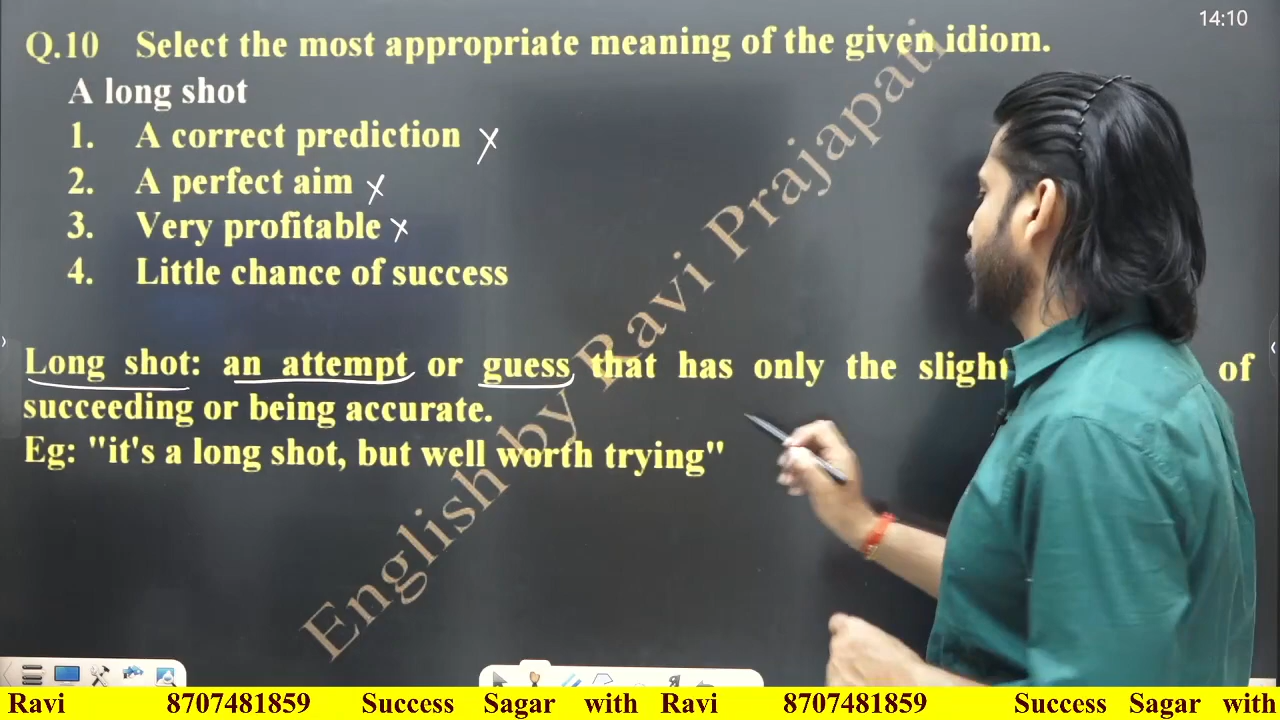 14:10
Q.10 Select the most appropriate meaning of the given idiom.
A long shot
1. A correct prediction x
2. A perfect aim x
3. Very profitable x
4. Little chance of success
Long shot: an attempt or guess that has only the of
succeeding or being accurate.
Eg: "it's a long shot, but well worth trying"
English by Ravi Prajapati
Ravi 8707481859 Success Sagar with Ravi 8707481859 Success Sagar with